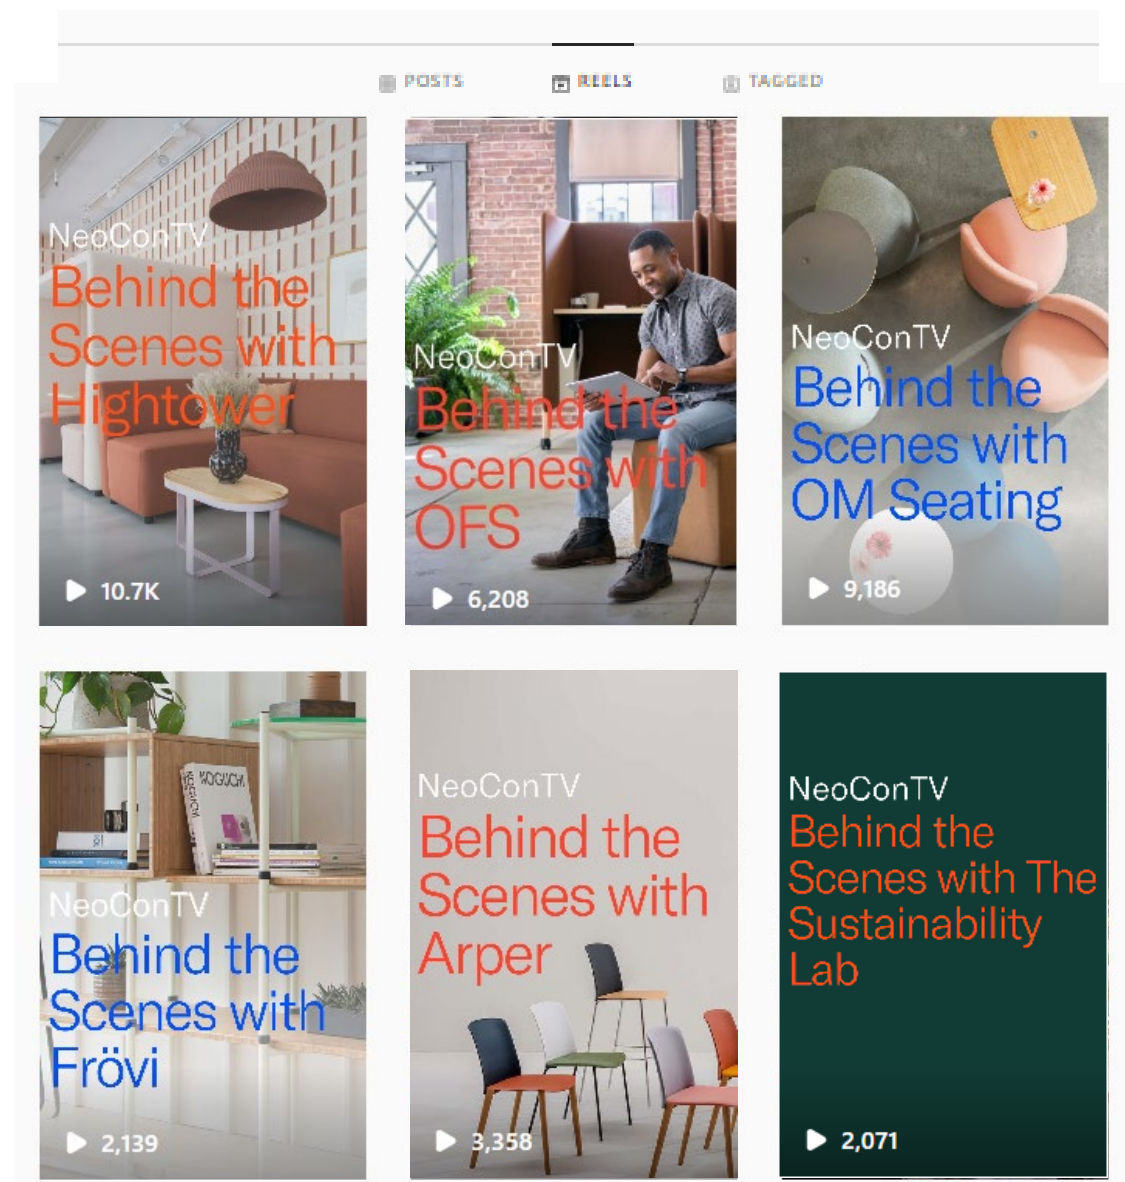 POSTS
REELS
TAGGED
NeoConTV
Behind the
Scenes with
Hightower
10.7K
NeoConTV
Behind the
Scenes with
OFS
6,208
NeoConTV
Behind the
Scenes with
OM Seating
9,186
NOGUCHI
NOGUCHI
NeoConTV
Behind the
Scenes with
Frövi
2,139
NeoConTV
Behind the
Scenes with
Arper
3,358
NeoConTV
Behind the
Scenes with The
Sustainability
Lab
2,071